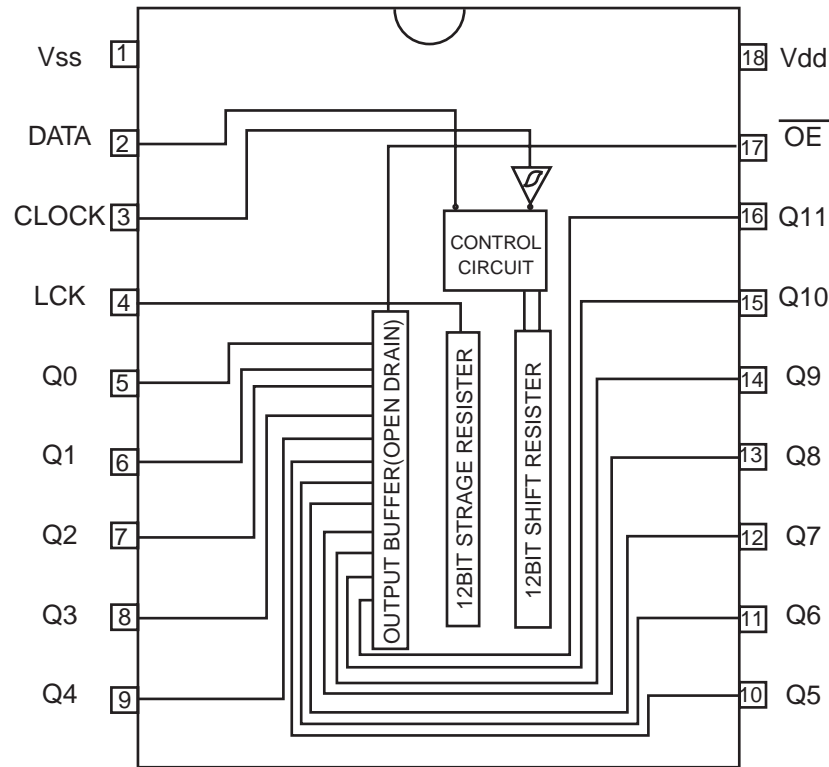 Vss 1
18 Vdd
DATA 2
17 OE
CLOCK 3
16 Q11
CONTROL
CIRCUIT
LCK 4
15 Q10
Q0 5
14 Q9
Q1 6
13 Q8
Q2 7
12 Q7
Q3 8
11 Q6
Q4 9
10 Q5
OUTPUT BUFFER(OPEN DRAIN)
12BIT STRAGE RESISTER
12BIT SHIFT RESISTER